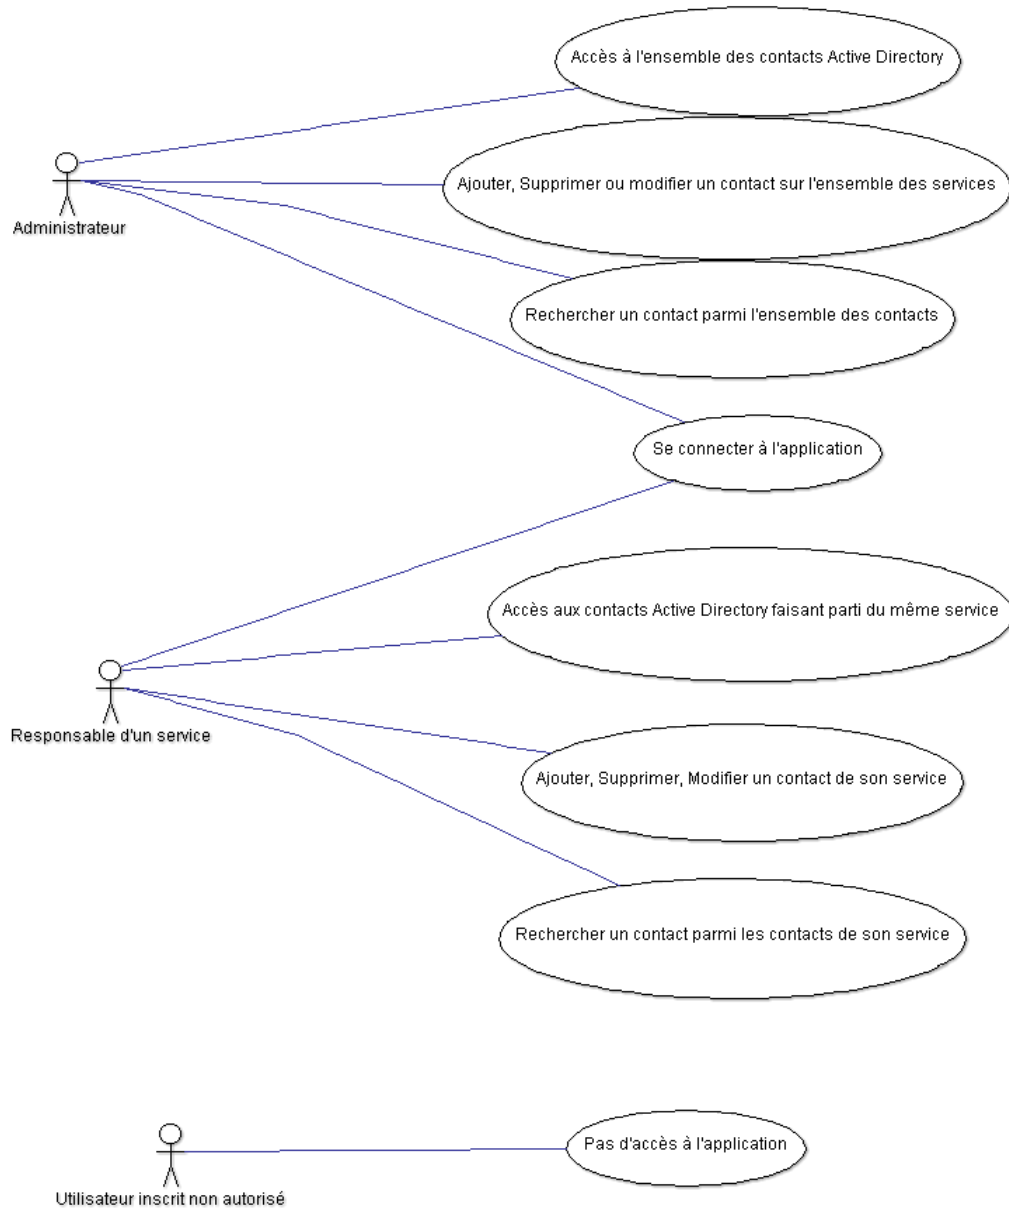 Accès à l'ensemble des contacts Active Directory
Ajouter, Supprimer ou modifier un contact sur l'ensemble des services
Administrateur
Rechercher un contact parmi l'ensemble des contacts
Se connecter à l'application
Accès aux contacts Active Directory faisant parti du même service
Responsable d'un service
Ajouter, Supprimer, Modifier un contact de son service
Rechercher un contact parmi les contacts de son service
Pas d'accès à l'application
Utilisateur inscrit non autorisé